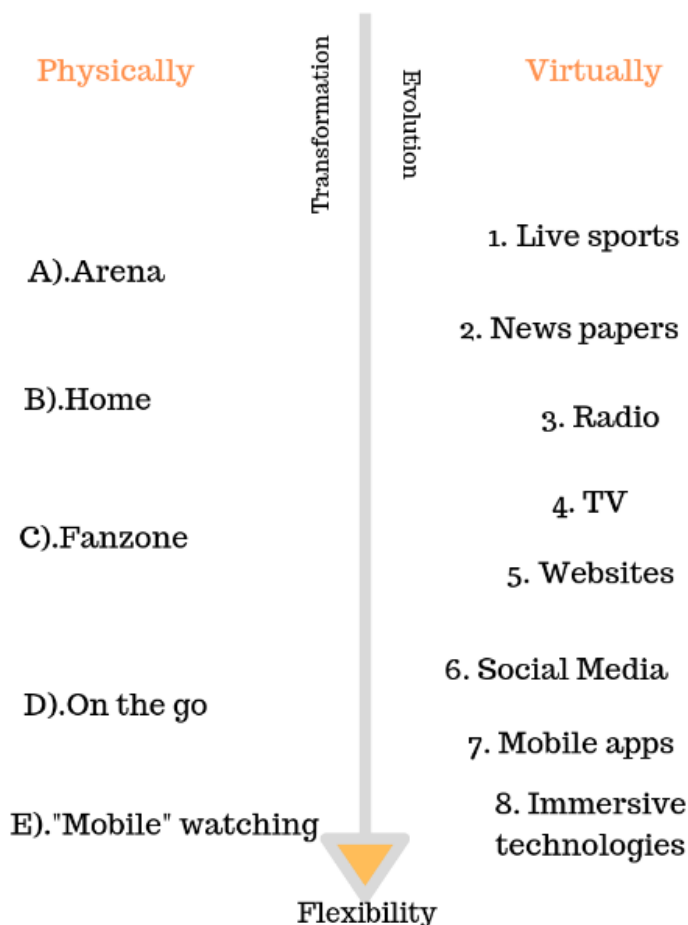 Physically
Transformation
Evolution
Virtually
A).Arena
B).Home
C).Fanzone
D).On the go
E)."Mobile" watching
1. Live sports
2. News papers
3. Radio
4. TV
5. Websites
6. Social Media
7. Mobile apps
8. Immersive
technologies
Flexibility